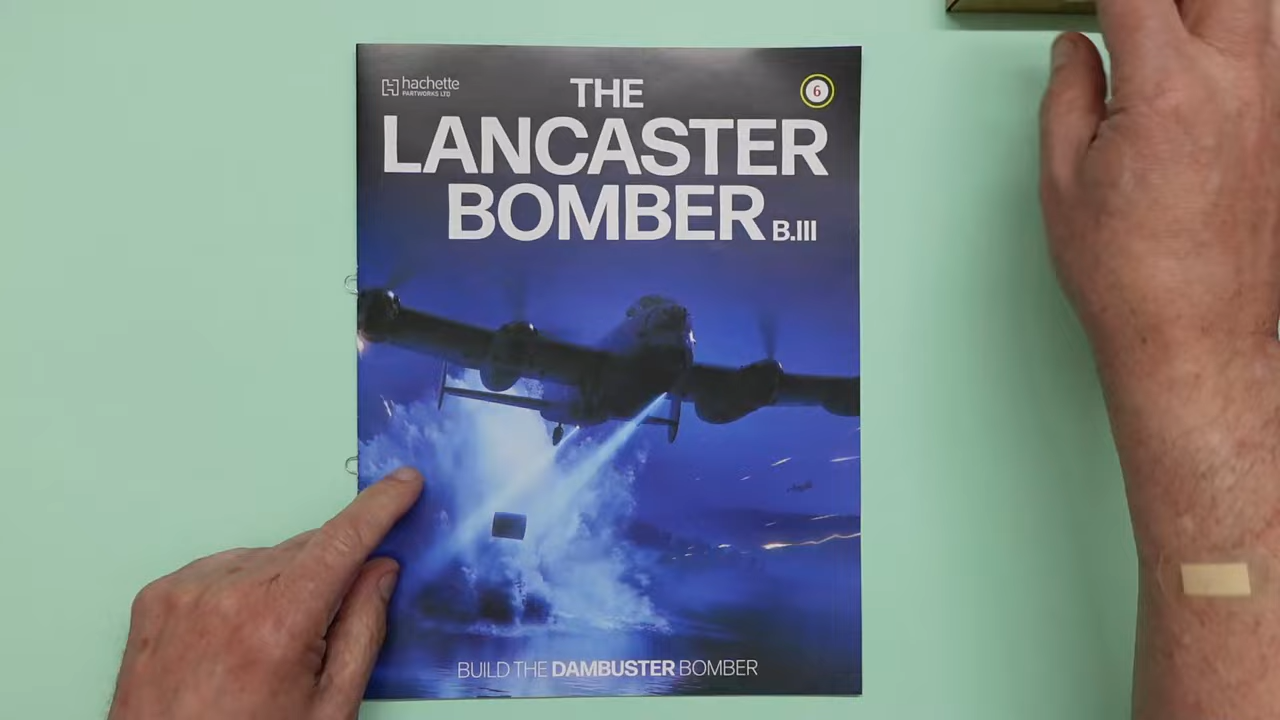 hachette
PARTWORKS LTD
6
THE
LANCASTER
BOMBER B.III
BUILD THE DAMBUSTER BOMBER